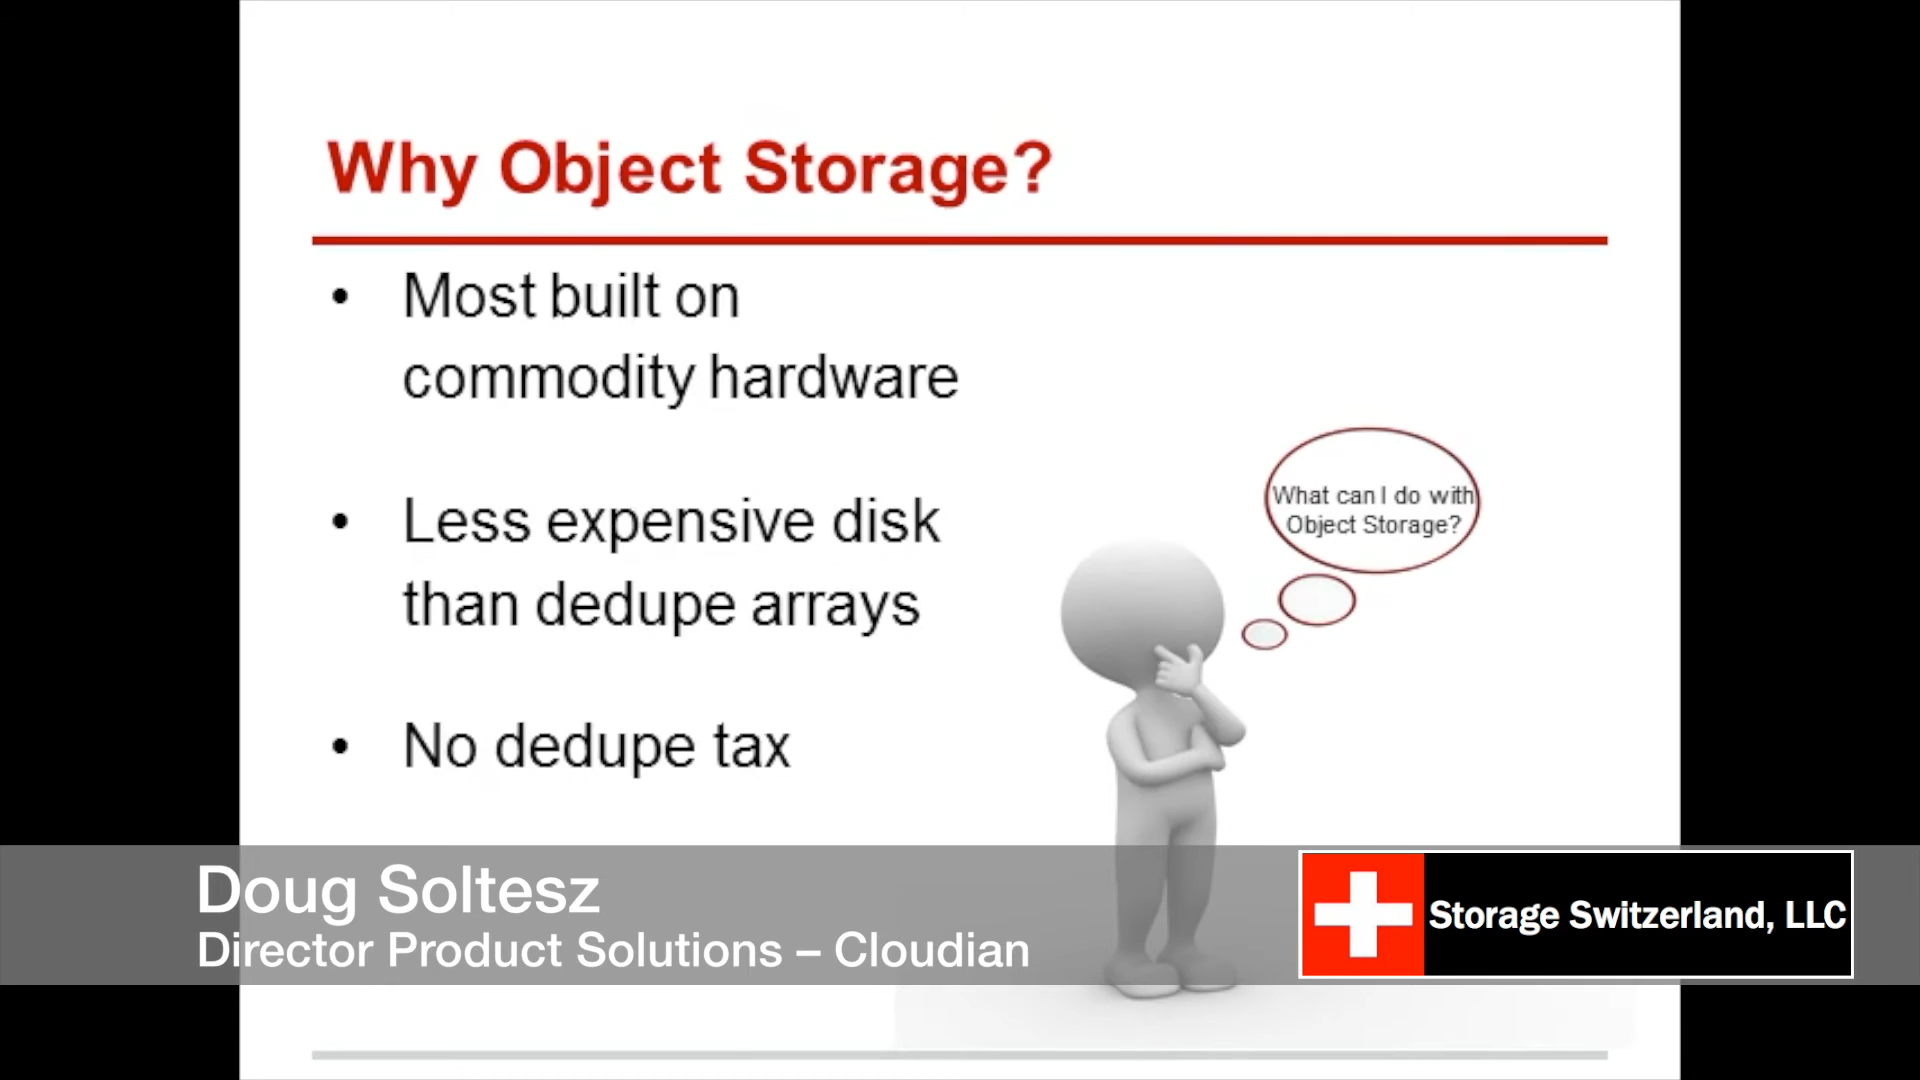 Why Object Storage?
• Most built on
commodity hardware
• Less expensive disk
than dedupe arrays
• No dedupe tax
What can I do with
Object Storage?
Doug Soltesz
Director Product Solutions – Cloudian
Storage Switzerland, LLC